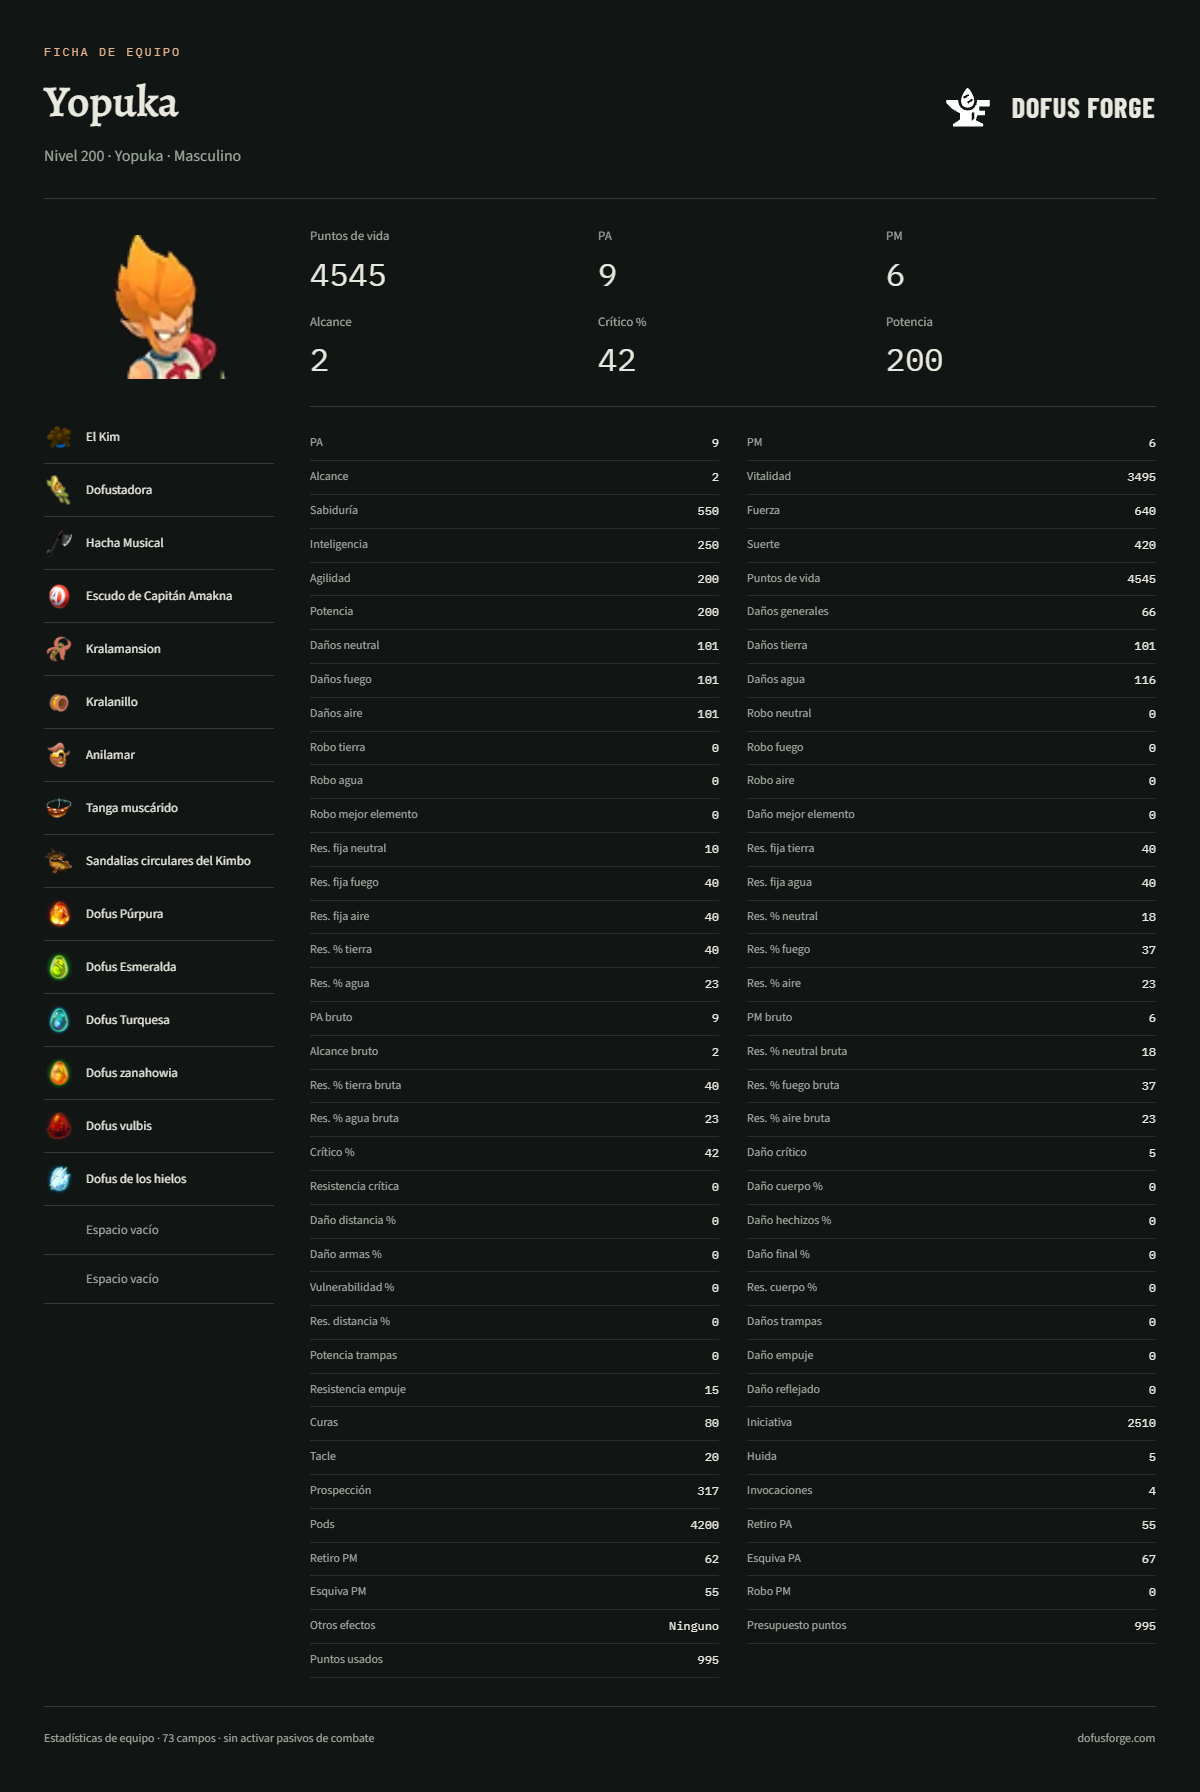 FICHA DE EQUIPO
Yopuka
DOFUS FORGE
Nivel 200 · Yopuka · Masculino
Puntos de vida
4545
PA
9
PM
6
Alcance
2
Crítico %
42
Potencia
200
El Kim
Dofustadora
Hacha Musical
Escudo de Capitán Amakna
Kralamansion
Kralanillo
Anilamar
Tanga muscárido
Sandalias circulares del Kimbo
Dofus Púrpura
Dofus Esmeralda
Dofus Turquesa
Dofus zanahowia
Dofus vulbis
Dofus de los hielos
Espacio vacío
Espacio vacío
PA 9 PM 6
Alcance 2 Vitalidad 3495
Sabiduría 550 Fuerza 640
Inteligencia 250 Suerte 420
Agilidad 200 Puntos de vida 4545
Potencia 200 Daños generales 66
Daños neutral 101 Daños tierra 101
Daños fuego 101 Daños agua 116
Daños aire 101 Robo neutral 0
Robo tierra 0 Robo fuego 0
Robo agua 0 Robo aire 0
Robo mejor elemento 0 Daño mejor elemento 0
Res. fija neutral 10 Res. fija tierra 40
Res. fija fuego 40 Res. fija agua 40
Res. fija aire 40 Res. % neutral 18
Res. % tierra 40 Res. % fuego 37
Res. % agua 23 Res. % aire 23
PA bruto 9 PM bruto 6
Alcance bruto 2 Res. % neutral bruta 18
Res. % tierra bruta 40 Res. % fuego bruta 37
Res. % agua bruta 23 Res. % aire bruta 23
Crítico % 42 Daño crítico 5
Resistencia crítica 0 Daño cuerpo % 0
Daño distancia % 0 Daño hechizos % 0
Daño armas % 0 Daño final % 0
Vulnerabilidad % 0 Res. cuerpo % 0
Res. distancia % 0 Daños trampas 0
Potencia trampas 0 Daño empuje 0
Resistencia empuje 15 Daño reflejado 0
Curas 80 Iniciativa 2510
Tacle 20 Huida 5
Prospección 317 Invocaciones 4
Pods 4200 Retiro PA 55
Retiro PM 62 Esquiva PA 67
Esquiva PM 55 Robo PM 0
Otros efectos Ninguno Presupuesto puntos 995
Puntos usados 995
Estadísticas de equipo · 73 campos · sin activar pasivos de combate
dofusforge.com